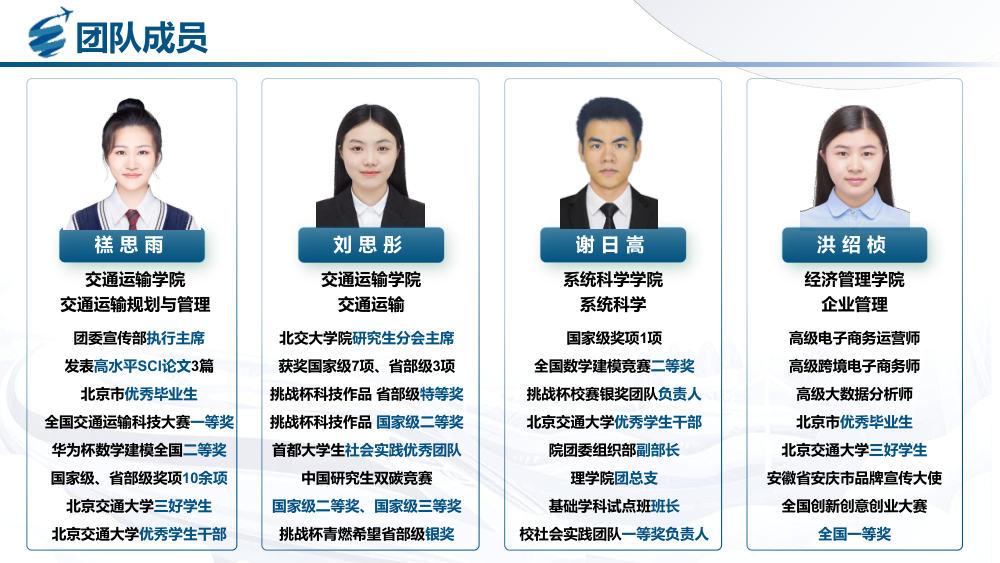 团队成员
禚思雨
交通运输学院
交通运输规划与管理
团委宣传部执行主席
发表高水平SCI论文3篇
北京市优秀毕业生
全国交通运输科技大赛一等奖
华为杯数学建模全国二等奖
国家级、省部级奖项10余项
北京交通大学三好学生
北京交通大学优秀学生干部
刘思彤
交通运输学院
交通运输
北交大学院研究生分会主席
获奖国家级7项、省部级3项
挑战杯科技作品 省部级特等奖
挑战杯科技作品 国家级二等奖
首都大学生社会实践优秀团队
中国研究生双碳竞赛
国家级二等奖、国家级三等奖
挑战杯青燃希望省部级银奖
谢日嵩
系统科学学院
系统科学
国家级奖项1项
全国数学建模竞赛二等奖
挑战杯校赛银奖团队负责人
北京交通大学优秀学生干部
院团委组织部副部长
理学院团总支
基础学科试点班班长
校社会实践团队一等奖负责人
洪绍桢
经济管理学院
企业管理
高级电子商务运营师
高级跨境电子商务师
高级大数据分析师
北京市优秀毕业生
北京交通大学三好学生
安徽省安庆市品牌宣传大使
全国创新创意创业大赛
全国一等奖